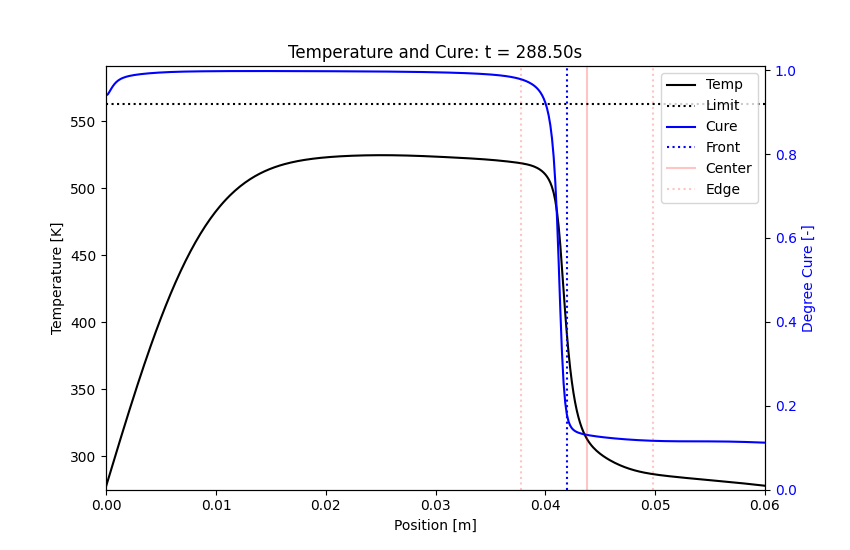 Temperature and Cure: t = 288.50s
Temperature [K]
550
500
450
400
350
300
1.0
0.8
0.6
0.4
0.2
0.0
Degree Cure [-]
Temp
Limit
Cure
Front
Center
Edge
0.00 0.01 0.02 0.03 0.04 0.05 0.06
Position [m]